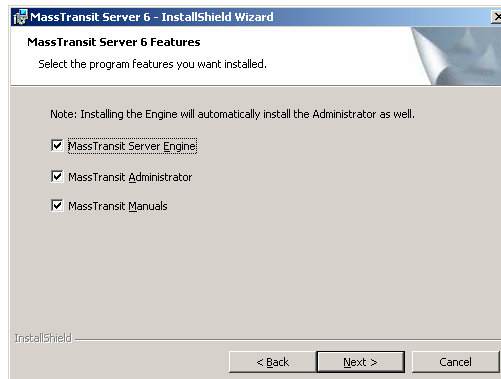 MassTransit Server 6 - InstallShield Wizard
MassTransit Server 6 Features
Select the program features you want installed.
Note: Installing the Engine will automatically install the Administrator as well.
MassTransit Server Engine
MassTransit Administrator
MassTransit Manuals
InstallShield
< Back
Next >
Cancel